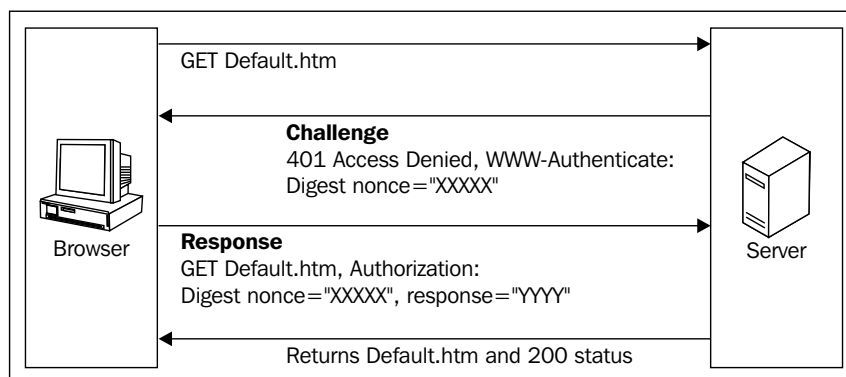 GET Default.htm
Challenge
401 Access Denied, WWW-Authenticate:
Digest nonce="XXXXX"
Browser
Response
GET Default.htm, Authorization:
Digest nonce="XXXXX", response="YYYY"
Server
Returns Default.htm and 200 status